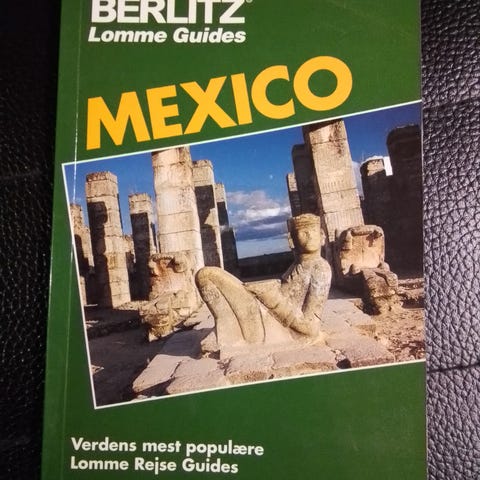 BERLITZ®
Lomme Guides
MEXICO
Verdens mest populære
Lomme Rejse Guides